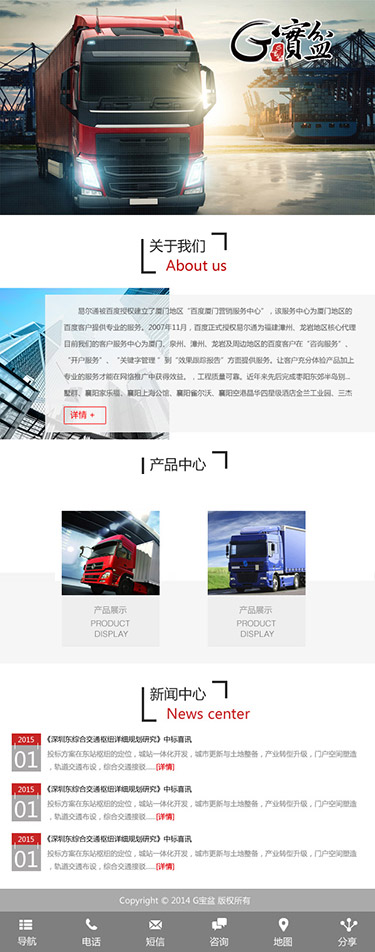 G寶盆
关于我们
About us
易尔通被百度授权建立了厦门地区“百度厦门营销服务中心”，该服务中心为厦门地区的
百度客户提供专业的服务。2007年11月，百度正式授权易尔通为福建漳州、龙岩地区核心代理
目前我们的客户服务中心为厦门、泉州、漳州、龙岩及周边地区的百度客户在“咨询服务”、
“开户服务”、“关键字管理 ”到“效果跟踪报告”方面提供服务。让客户充分体验产品加上
专业的服务才能在网络推广中获得效益。，工程质量可靠。近年来先后完成枣阳东郊半岛别...
墅群、襄阳家乐福、襄阳上海公馆、襄阳雀尔沃、襄阳空港晶华四星级酒店金兰工业园、三杰
详情 +
产品中心
产品展示
PRODUCT
DISPLAY
产品展示
PRODUCT
DISPLAY
新闻中心
News center
2015
01
《深圳东综合交通枢纽详细规划研究》中标喜讯
投标方案在东站枢纽的定位，城站一体化开发，城市更新与土地整备，产业转型升级，门户空间塑造
，轨道交通布设，综合交通接驳.....[详情]
2015
01
《深圳东综合交通枢纽详细规划研究》中标喜讯
投标方案在东站枢纽的定位，城站一体化开发，城市更新与土地整备，产业转型升级，门户空间塑造
，轨道交通布设，综合交通接驳.....[详情]
2015
01
《深圳东综合交通枢纽详细规划研究》中标喜讯
投标方案在东站枢纽的定位，城站一体化开发，城市更新与土地整备，产业转型升级，门户空间塑造
，轨道交通布设，综合交通接驳.....[详情]
Copyright © 2014 G宝盆 版权所有
导航
电话
短信
咨询
地图
分享